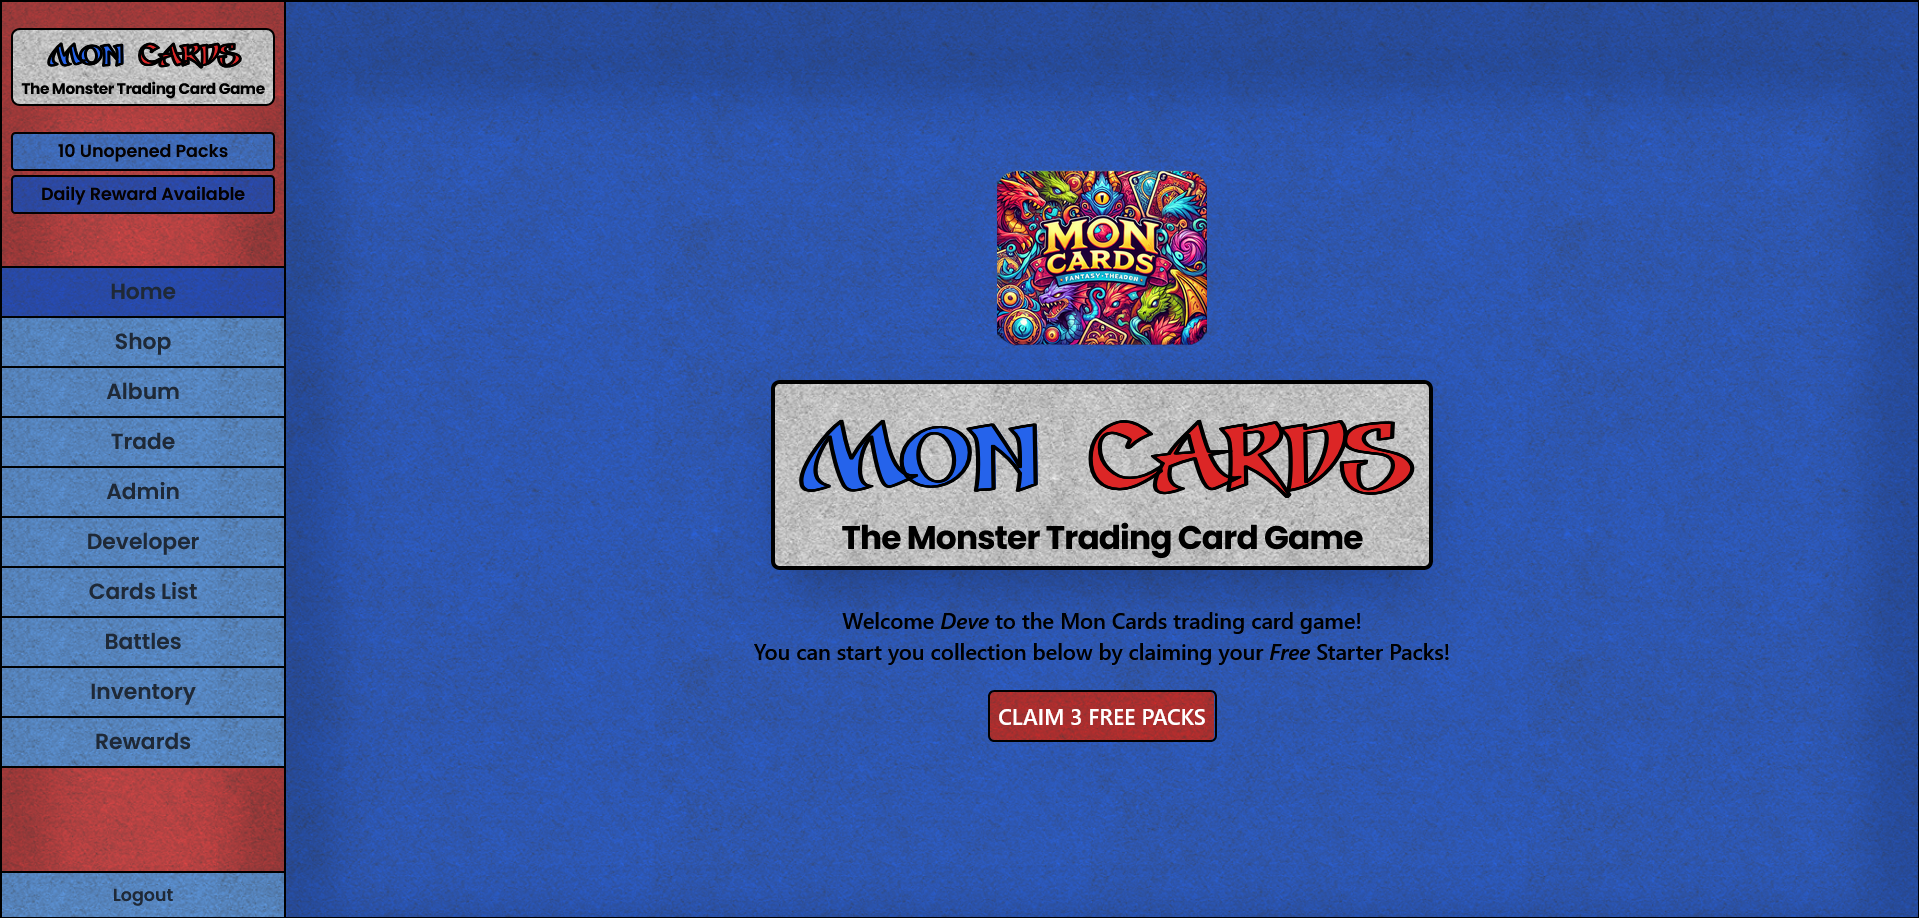 MON CARDS
The Monster Trading Card Game
10 Unopened Packs
Daily Reward Available
Home
Shop
Album
Trade
Admin
Developer
Cards List
Battles
Inventory
Rewards
Logout
MON
CARDS
FANTASY·THEADON
MON CARDS
The Monster Trading Card Game
Welcome Deve to the Mon Cards trading card game!
You can start you collection below by claiming your Free Starter Packs!
CLAIM 3 FREE PACKS